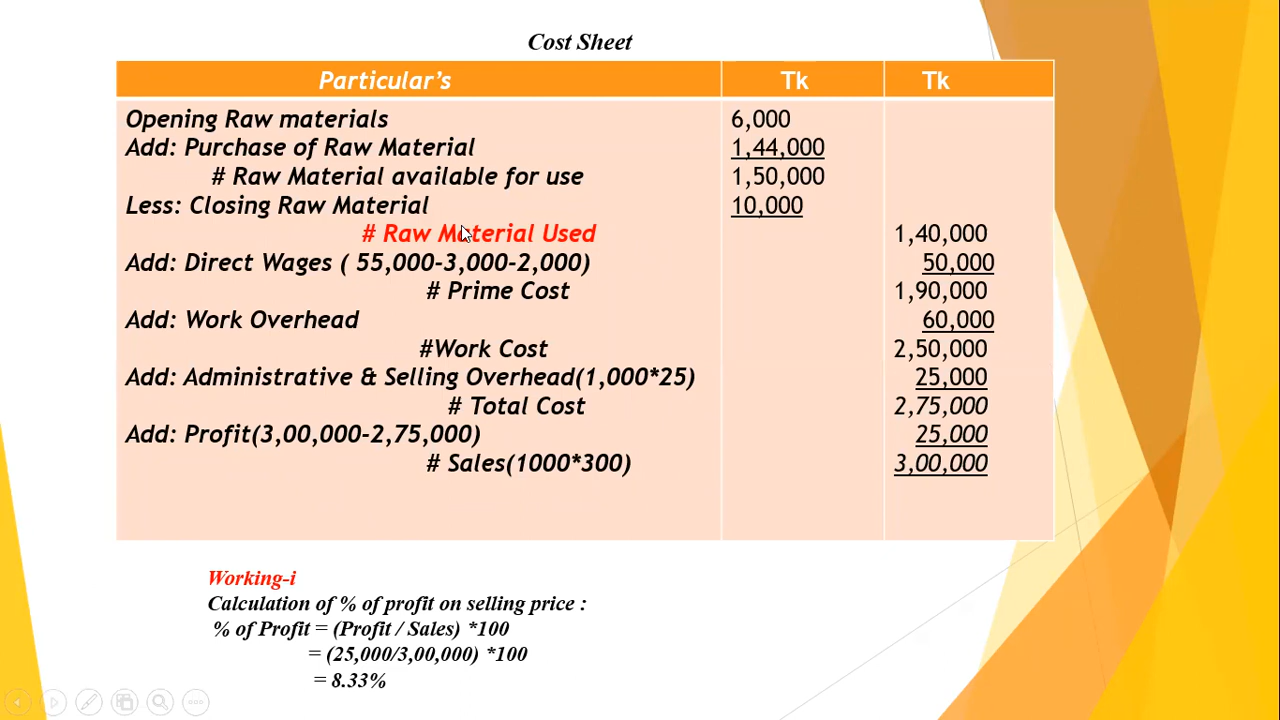 Cost Sheet
Particular's Tk Tk
Opening Raw materials 6,000
Add: Purchase of Raw Material 1,44,000
# Raw Material available for use 1,50,000
Less: Closing Raw Material 10,000
# Raw Material Used 1,40,000
Add: Direct Wages ( 55,000-3,000-2,000) 50,000
# Prime Cost 1,90,000
Add: Work Overhead 60,000
#Work Cost 2,50,000
Add: Administrative & Selling Overhead(1,000*25) 25,000
# Total Cost 2,75,000
Add: Profit(3,00,000-2,75,000) 25,000
# Sales(1000*300) 3,00,000
Working-i
Calculation of % of profit on selling price :
% of Profit = (Profit / Sales) *100
= (25,000/3,00,000) *100
= 8.33%